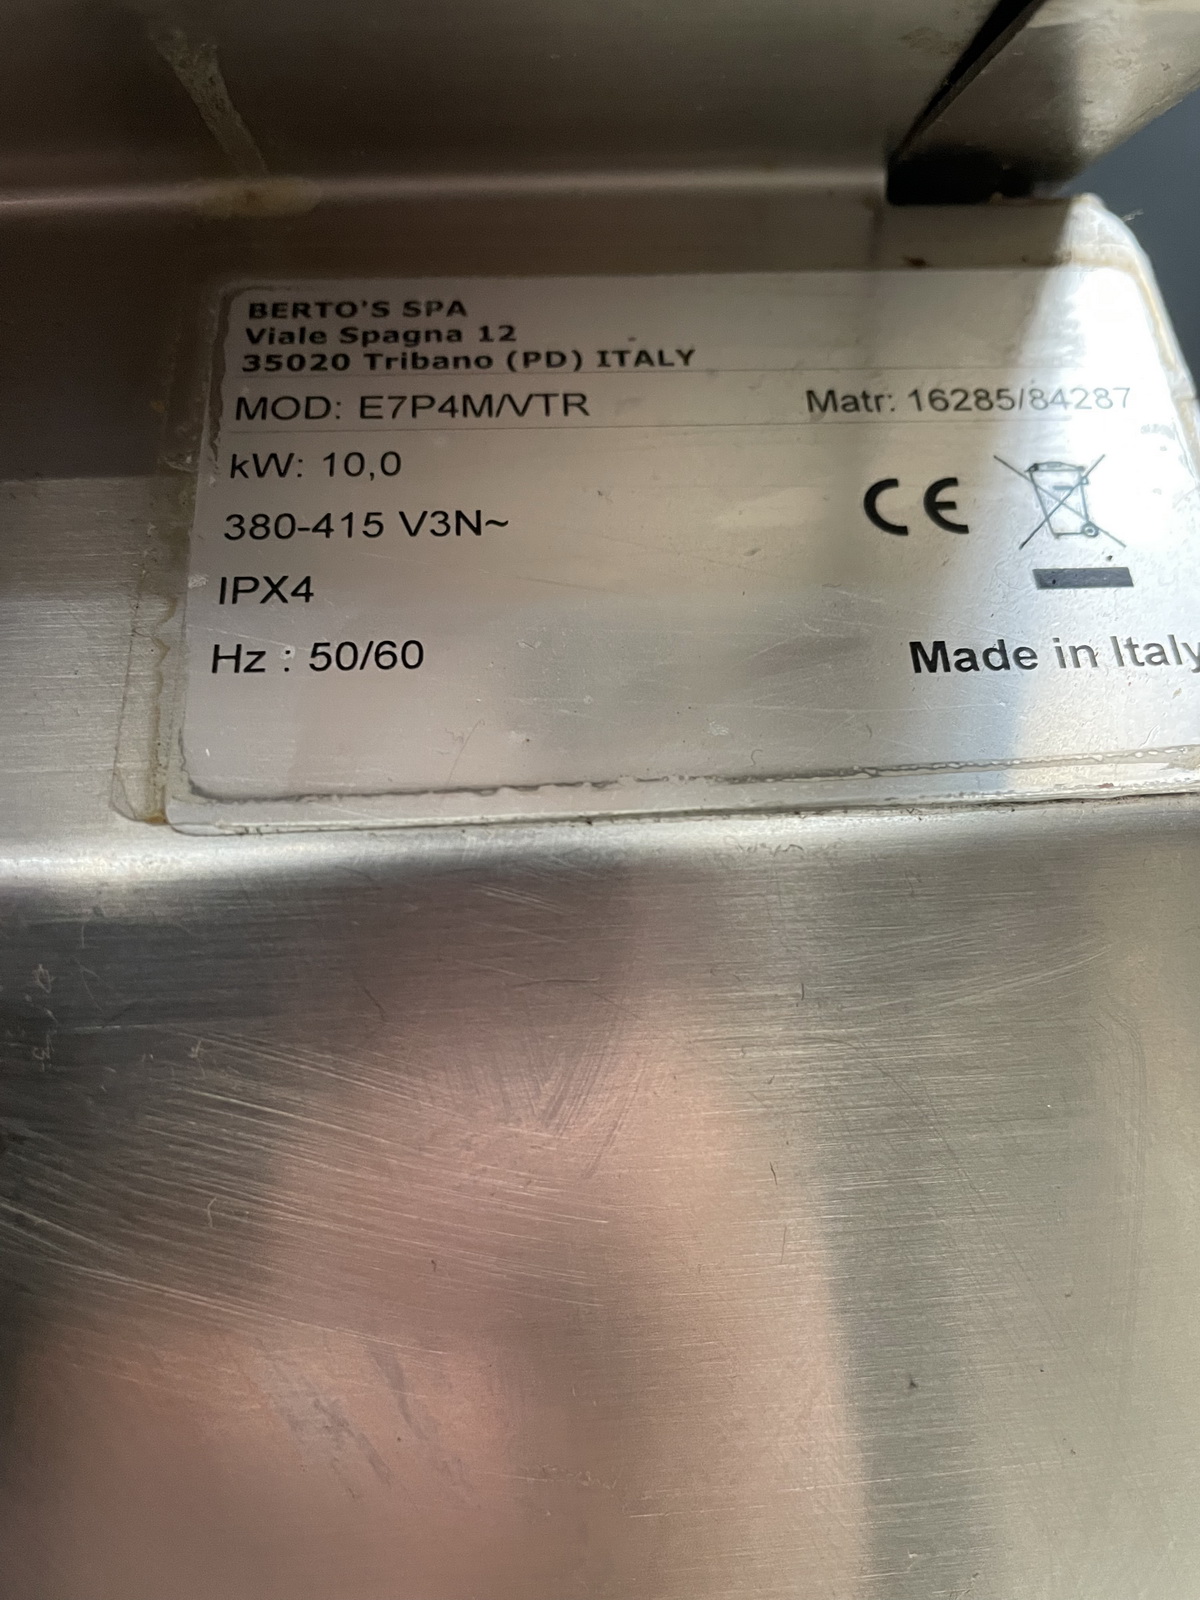 BERTO'S SPA
Viale Spagna 12
35020 Tribano (PD) ITALY
MOD: E7P4M/VTR Matr: 16285/84287
kW: 10,0
CE
380-415 V3N~
IPX4
Hz : 50/60
Made in Italy